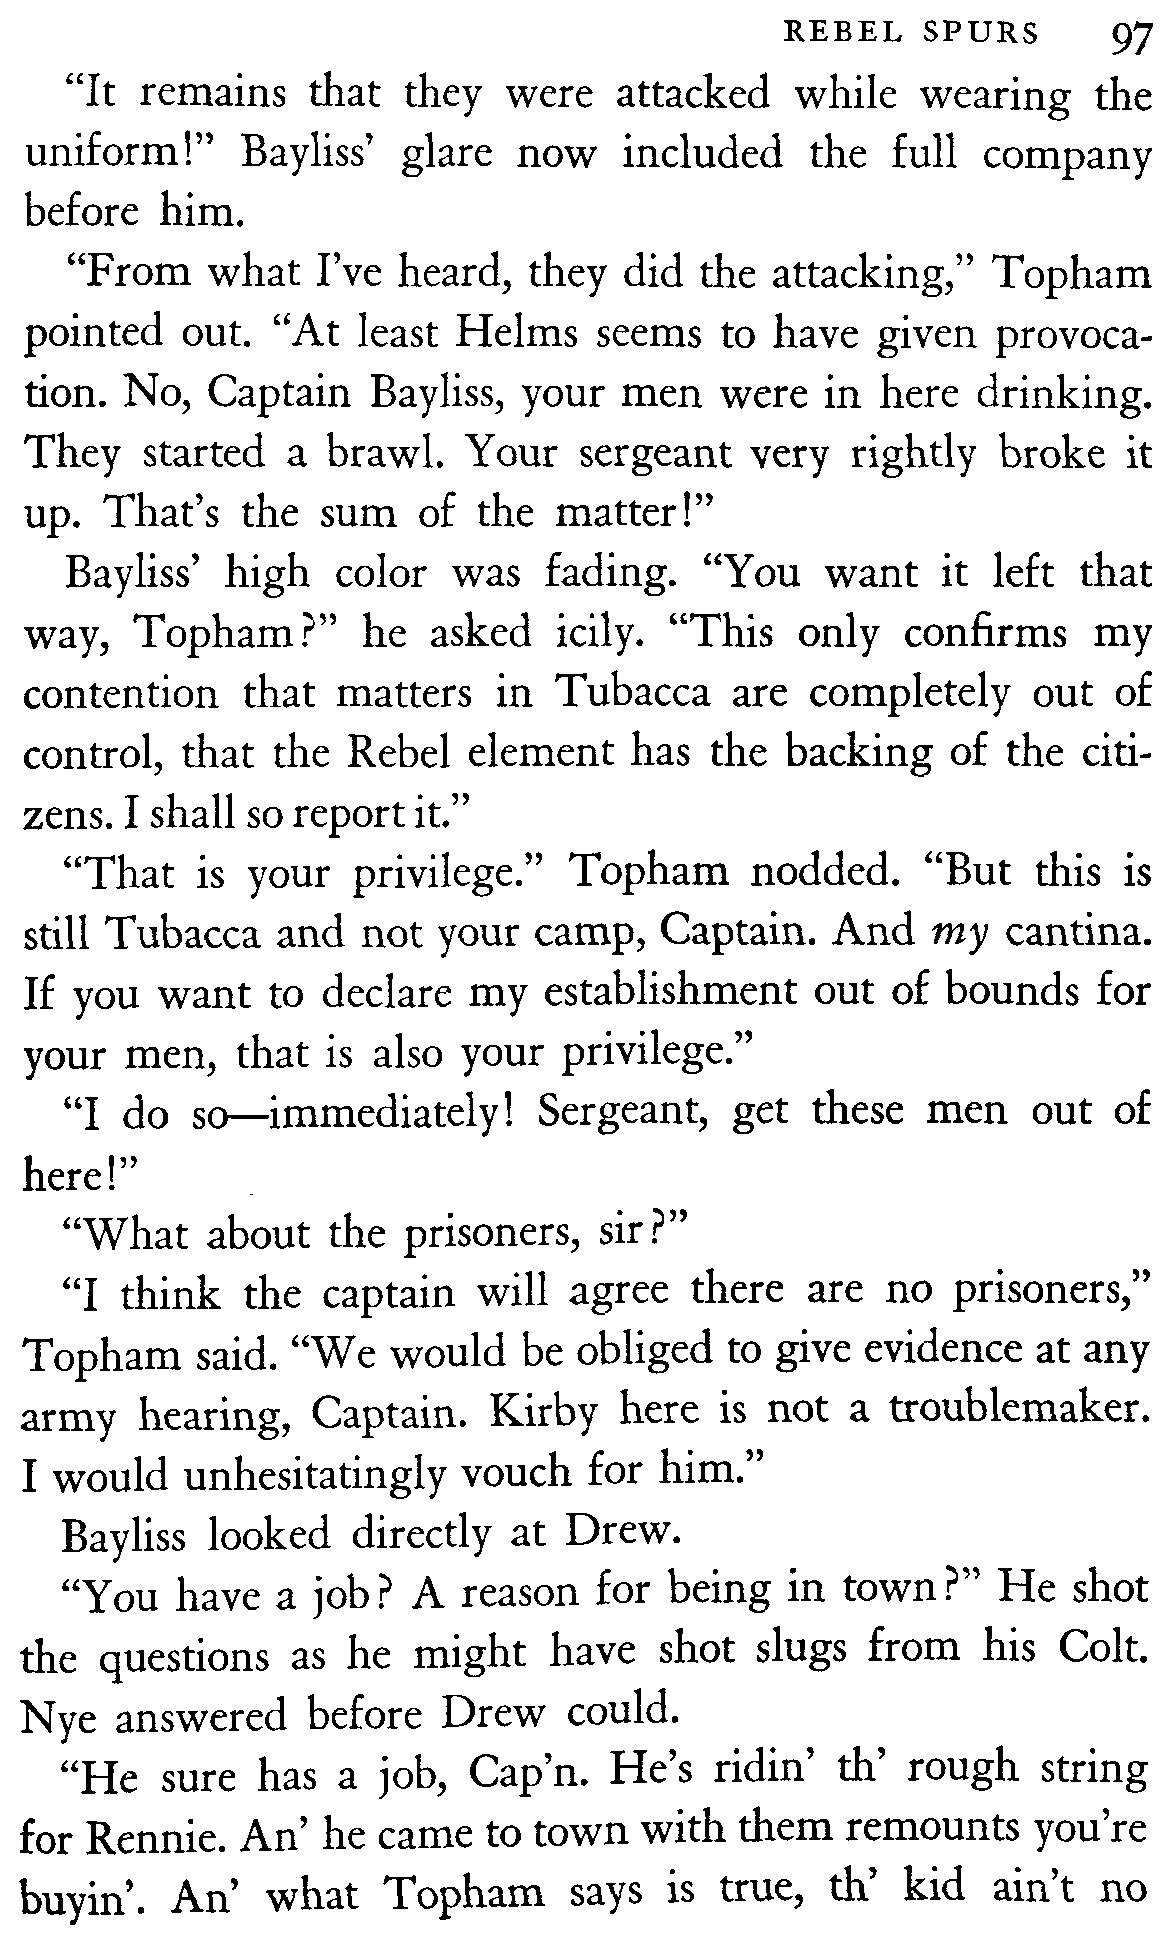 REBEL SPURS 97
“It remains that they were attacked while wearing the
uniform!” Bayliss’ glare now included the full company
before him.
“From what I’ve heard, they did the attacking,” Topham
pointed out. “At least Helms seems to have given provoca-
tion. No, Captain Bayliss, your men were in here drinking.
They started a brawl. Your sergeant very rightly broke it
up. That’s the sum of the matter!”
Bayliss’ high color was fading. “You want it left that
way, Topham?” he asked icily. “This only confirms my
contention that matters in Tubacca are completely out of
control, that the Rebel element has the backing of the citi-
zens. I shall so report it.”
“That is your privilege.” Topham nodded. “But this is
still Tubacca and not your camp, Captain. And my cantina.
If you want to declare my establishment out of bounds for
your men, that is also your privilege.”
“I do so—immediately! Sergeant, get these men out of
here!”
“What about the prisoners, sir?”
“I think the captain will agree there are no prisoners,”
Topham said. “We would be obliged to give evidence at any
army hearing, Captain. Kirby here is not a troublemaker.
I would unhesitatingly vouch for him.”
Bayliss looked directly at Drew.
“You have a job? A reason for being in town?” He shot
the questions as he might have shot slugs from his Colt.
Nye answered before Drew could.
“He sure has a job, Cap’n. He’s ridin’ th’ rough string
for Rennie. An’ he came to town with them remounts you’re
buyin’. An’ what Topham says is true, th’ kid ain’t no